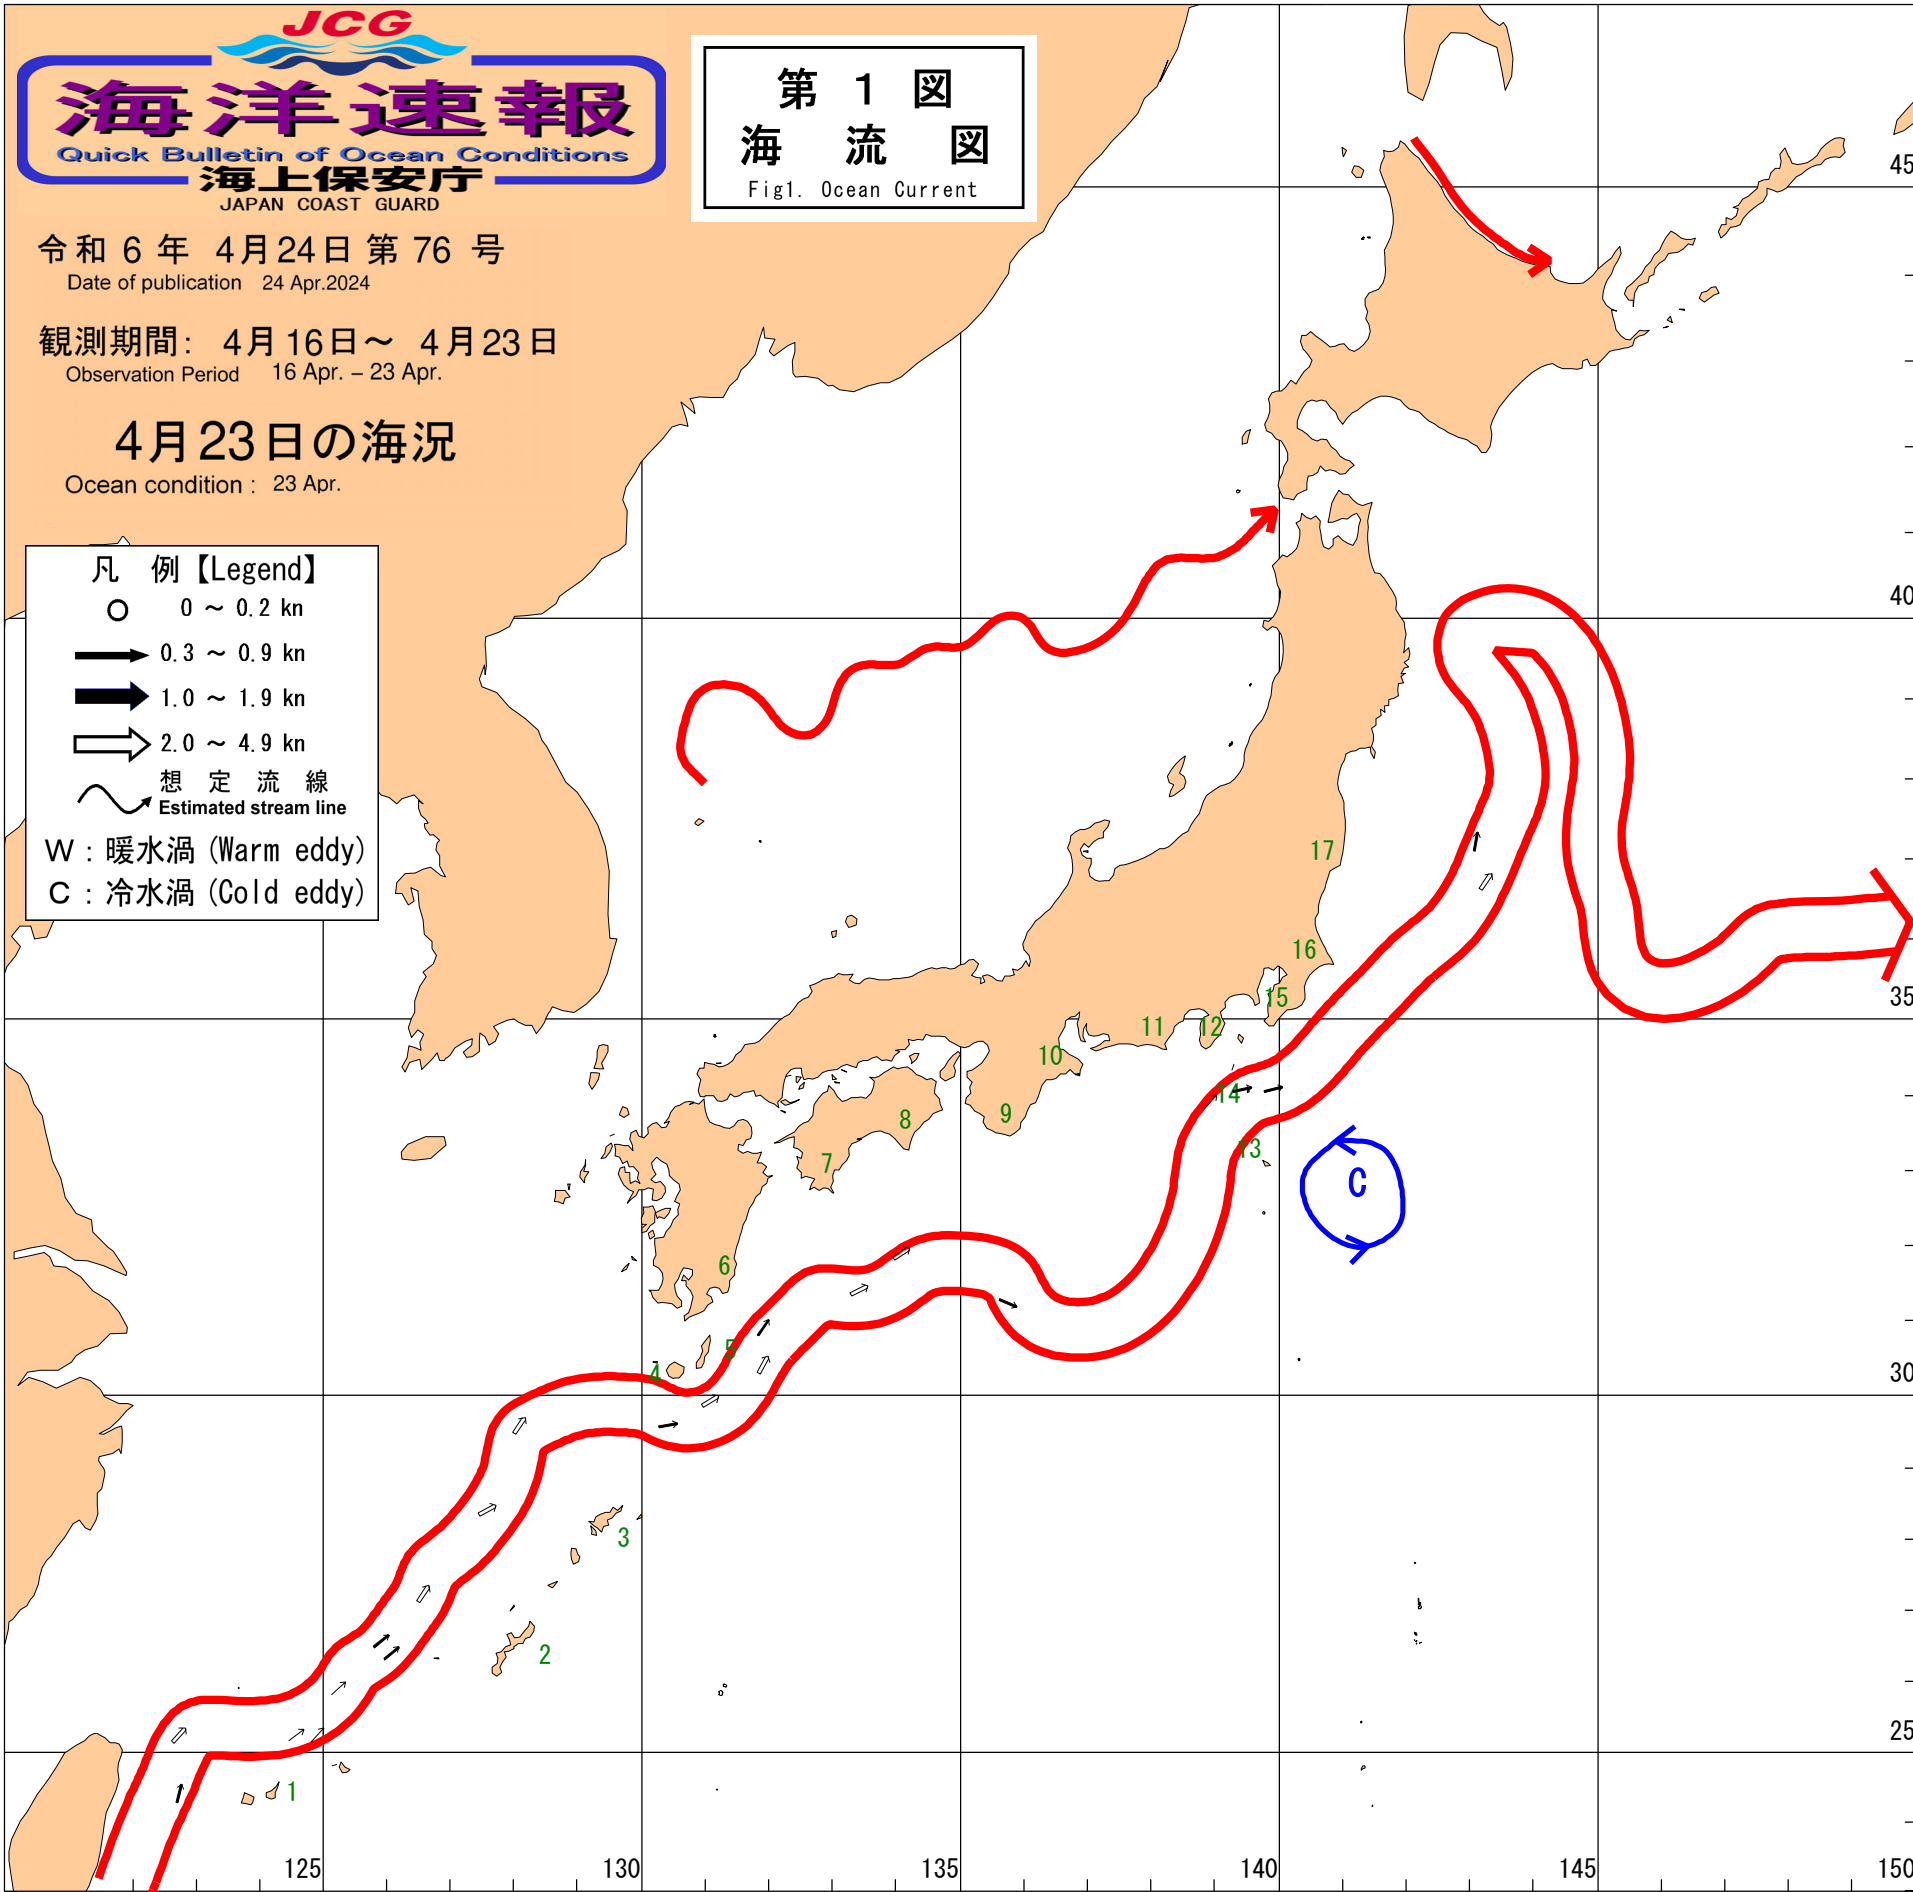 JCG
海洋速報
Quick Bulletin of Ocean Conditions
海上保安庁
JAPAN COAST GUARD
第 1 図
海 流 図
Fig1. Ocean Current
令和 6 年 4月24日 第 76 号
Date of publication 24 Apr.2024
観測期間: 4月16日～ 4月23日
Observation Period 16 Apr. – 23 Apr.
4月23日の海況
Ocean condition : 23 Apr.
凡 例【Legend】
0 ～ 0.2 kn
0.3 ～ 0.9 kn
1.0 ～ 1.9 kn
2.0 ～ 4.9 kn
想 定 流 線
Estimated stream line
W : 暖水渦 (Warm eddy)
C : 冷水渦 (Cold eddy)
45
40
17
16
35
15
11
12
10
14
9
8
13
7
C
6
5
4
30
3
2
25
1
125
130
135
140
145
150